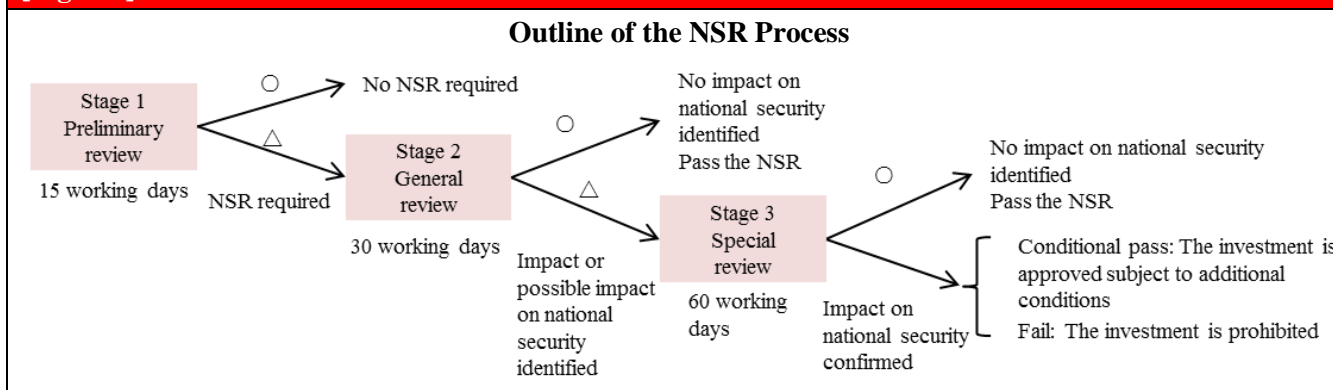 Outline of the NSR Process
Stage 1
Preliminary
review
15 working days
○
No NSR required
△
NSR required
Stage 2
General
review
30 working days
○
No impact on
national security
identified
Pass the NSR
△
Impact or
possible impact
on national
security
identified
Stage 3
Special
review
60 working
days
○
No impact on national security
identified
Pass the NSR
Impact on
national security
confirmed
Conditional pass: The investment is
approved subject to additional
conditions
Fail: The investment is prohibited